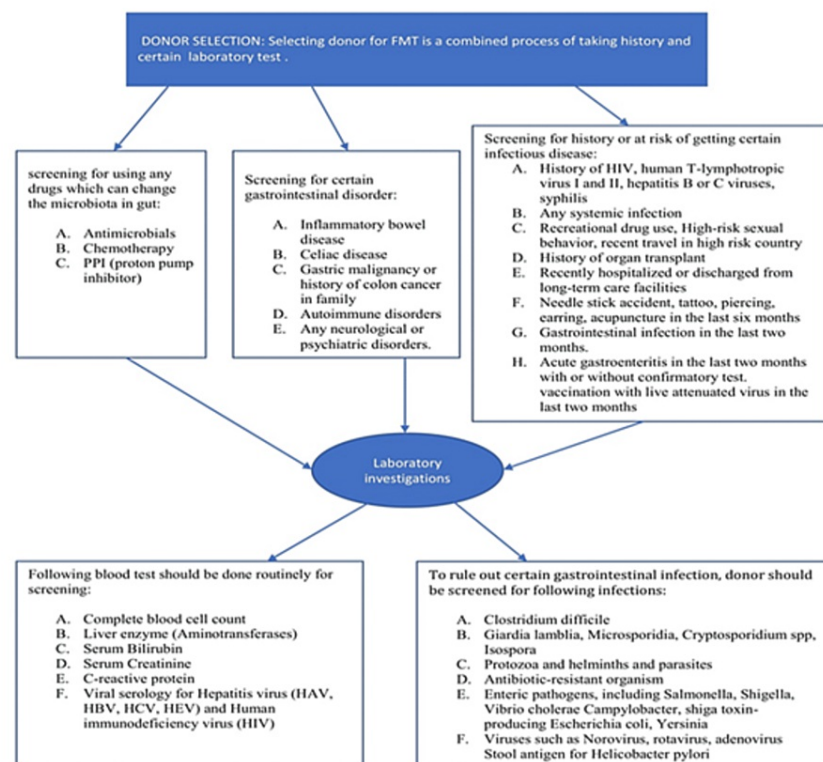 DONOR SELECTION: Selecting donor for FMT is a combined process of taking history and
certain laboratory test .
screening for using any
drugs which can change
the microbiota in gut:
A. Antimicrobials
B. Chemotherapy
C. PPI (proton pump
inhibitor)
Screening for certain
gastrointestinal disorder:
A. Inflammatory bowel
disease
B. Celiac disease
C. Gastric malignancy or
history of colon cancer
in family
D. Autoimmune disorders
E. Any neurological or
psychiatric disorders.
Screening for history or at risk of getting certain
infectious disease:
A. History of HIV, human T-lymphotropic
virus I and II, hepatitis B or C viruses,
syphilis
B. Any systemic infection
C. Recreational drug use, High-risk sexual
behavior, recent travel in high risk country
D. History of organ transplant
E. Recently hospitalized or discharged from
long-term care facilities
F. Needle stick accident, tattoo, piercing,
earring, acupuncture in the last six months
G. Gastrointestinal infection in the last two
months.
H. Acute gastroenteritis in the last two months
with or without confirmatory test.
vaccination with live attenuated virus in the
last two months
Laboratory
investigations
Following blood test should be done routinely for
screening:
A. Complete blood cell count
B. Liver enzyme (Aminotransferases)
C. Serum Bilirubin
D. Serum Creatinine
E. C-reactive protein
F. Viral serology for Hepatitis virus (HAV,
HBV, HCV, HEV) and Human
immunodeficiency virus (HIV)
To rule out certain gastrointestinal infection, donor should
be screened for following infections:
A. Clostridium difficile
B. Giardia lamblia, Microsporidia, Cryptosporidium spp,
Isospora
C. Protozoa and helminths and parasites
D. Antibiotic-resistant organism
E. Enteric pathogens, including Salmonella, Shigella,
Vibrio cholerae Campylobacter, shiga toxin-
producing Escherichia coli, Yersinia
F. Viruses such as Norovirus, rotavirus, adenovirus
Stool antigen for Helicobacter pylori